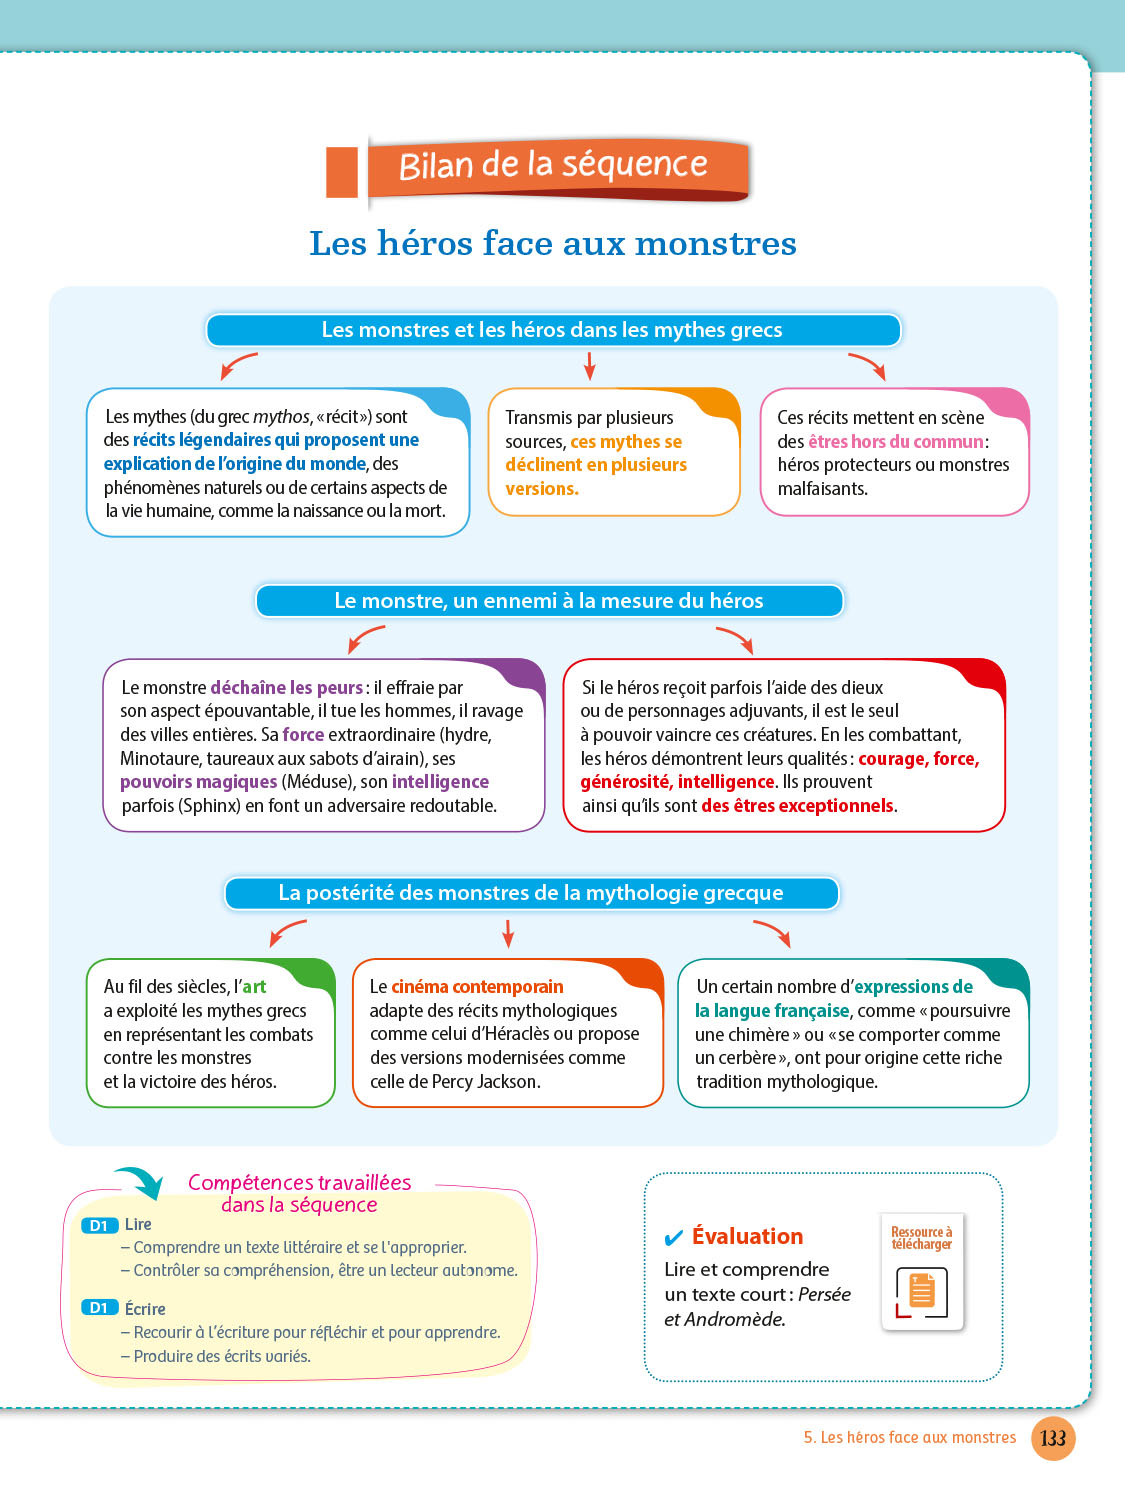 Bilan de la séquence
Les héros face aux monstres
Les monstres et les héros dans les mythes grecs
Les mythes (du grec mythos, « récit ») sont
des récits légendaires qui proposent une
explication de l'origine du monde, des
phénomènes naturels ou de certains aspects de
la vie humaine, comme la naissance ou la mort.
Transmis par plusieurs
sources, ces mythes se
déclinent en plusieurs
versions.
Ces récits mettent en scène
des êtres hors du commun :
héros protecteurs ou monstres
malfaisants.
Le monstre, un ennemi à la mesure du héros
Le monstre déchaîne les peurs : il effraie par
son aspect épouvantable, il tue les hommes, il ravage
des villes entières. Sa force extraordinaire (hydre,
Minotaure, taureaux aux sabots d'airain), ses
pouvoirs magiques (Méduse), son intelligence
parfois (Sphinx) en font un adversaire redoutable.
Si le héros reçoit parfois l'aide des dieux
ou de personnages adjuvants, il est le seul
à pouvoir vaincre ces créatures. En les combattant,
les héros démontrent leurs qualités : courage, force,
générosité, intelligence. Ils prouvent
ainsi qu'ils sont des êtres exceptionnels.
La postérité des monstres de la mythologie grecque
Au fil des siècles, l'art
a exploité les mythes grecs
en représentant les combats
contre les monstres
et la victoire des héros.
Le cinéma contemporain
adapte des récits mythologiques
comme celui d'Héraclès ou propose
des versions modernisées comme
celle de Percy Jackson.
Un certain nombre d'expressions de
la langue française, comme « poursuivre
une chimère » ou « se comporter comme
un cerbère », ont pour origine cette riche
tradition mythologique.
Compétences travaillées
dans la séquence
D1 Lire
– Comprendre un texte littéraire et se l'approprier.
– Contrôler sa compréhension, être un lecteur autonome.
D1 Écrire
– Recourir à l'écriture pour réfléchir et pour apprendre.
– Produire des écrits variés.
✔ Évaluation
Lire et comprendre
un texte court : Persée
et Andromède.
Ressource à
télécharger
5. Les héros face aux monstres 133